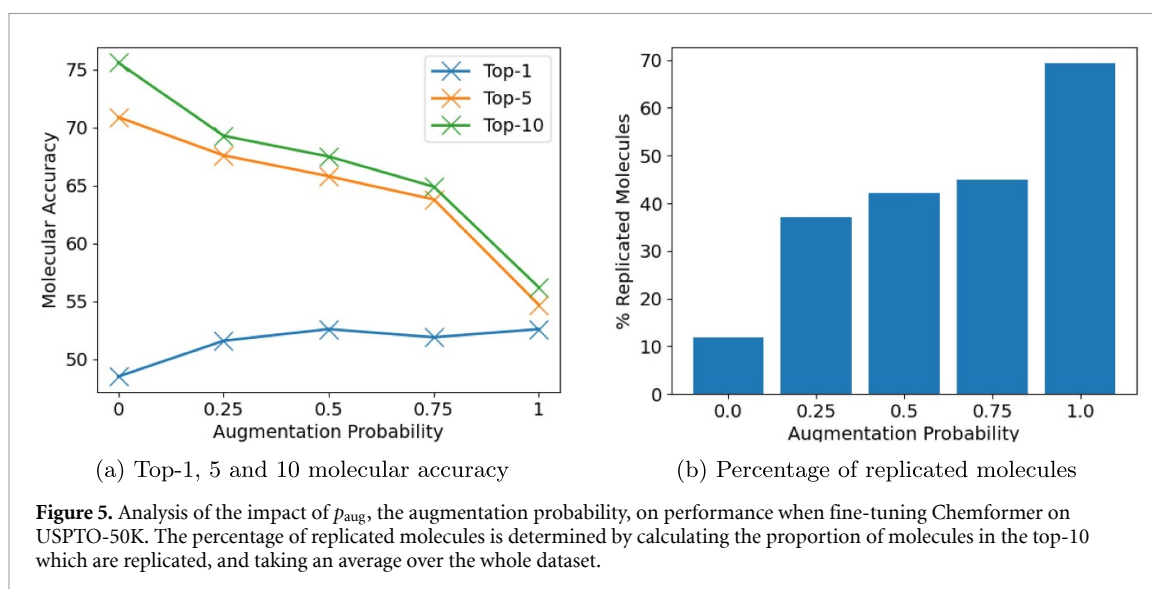 75
70
65
60
55
50
Molecular Accuracy
Top-1
Top-5
Top-10
0 0.25 0.5 0.75 1
Augmentation Probability
(a) Top-1, 5 and 10 molecular accuracy
70
60
50
40
30
20
10
0
% Replicated Molecules
0.0 0.25 0.5 0.75 1.0
Augmentation Probability
(b) Percentage of replicated molecules
Figure 5. Analysis of the impact of p_aug, the augmentation probability, on performance when fine-tuning Chemformer on
USPTO-50K. The percentage of replicated molecules is determined by calculating the proportion of molecules in the top-10
which are replicated, and taking an average over the whole dataset.